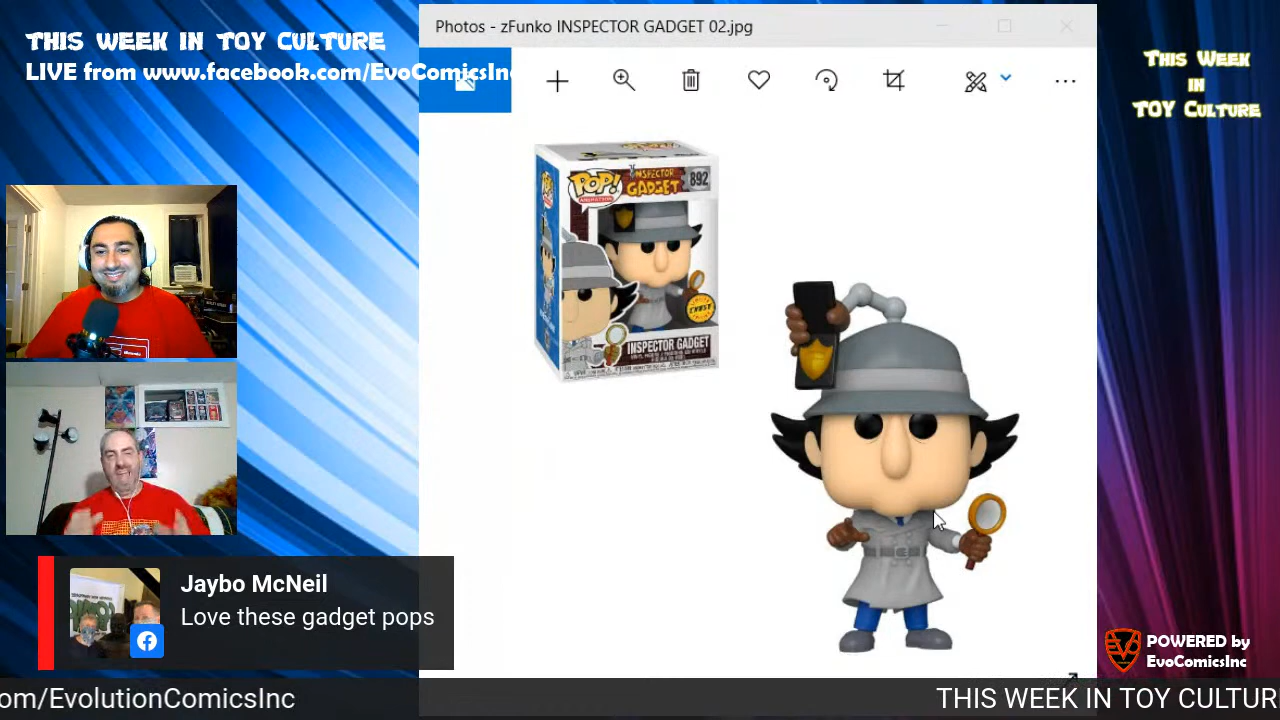 THIS WEEK IN TOY CULTURE
LIVE from www.facebook.com/EvoComicsInc
Photos - zFunko INSPECTOR GADGET 02.jpg
This Week
in
TOY Culture
POP!
ANIMATION
INSPECTOR
GADGET
892
CHASE
INSPECTOR GADGET
Jaybo McNeil
Love these gadget pops
POWERED by
EvoComicsInc
om/EvolutionComicsInc
THIS WEEK IN TOY CULTUR